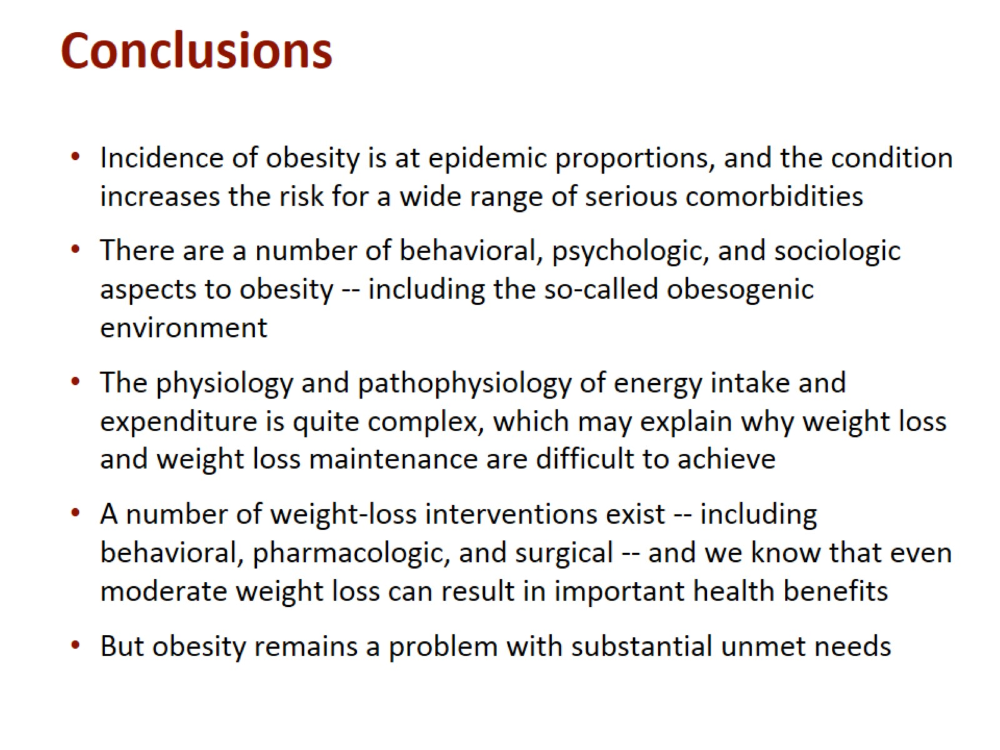 Conclusions
• Incidence of obesity is at epidemic proportions, and the condition
increases the risk for a wide range of serious comorbidities
• There are a number of behavioral, psychologic, and sociologic
aspects to obesity -- including the so-called obesogenic
environment
• The physiology and pathophysiology of energy intake and
expenditure is quite complex, which may explain why weight loss
and weight loss maintenance are difficult to achieve
• A number of weight-loss interventions exist -- including
behavioral, pharmacologic, and surgical -- and we know that even
moderate weight loss can result in important health benefits
• But obesity remains a problem with substantial unmet needs